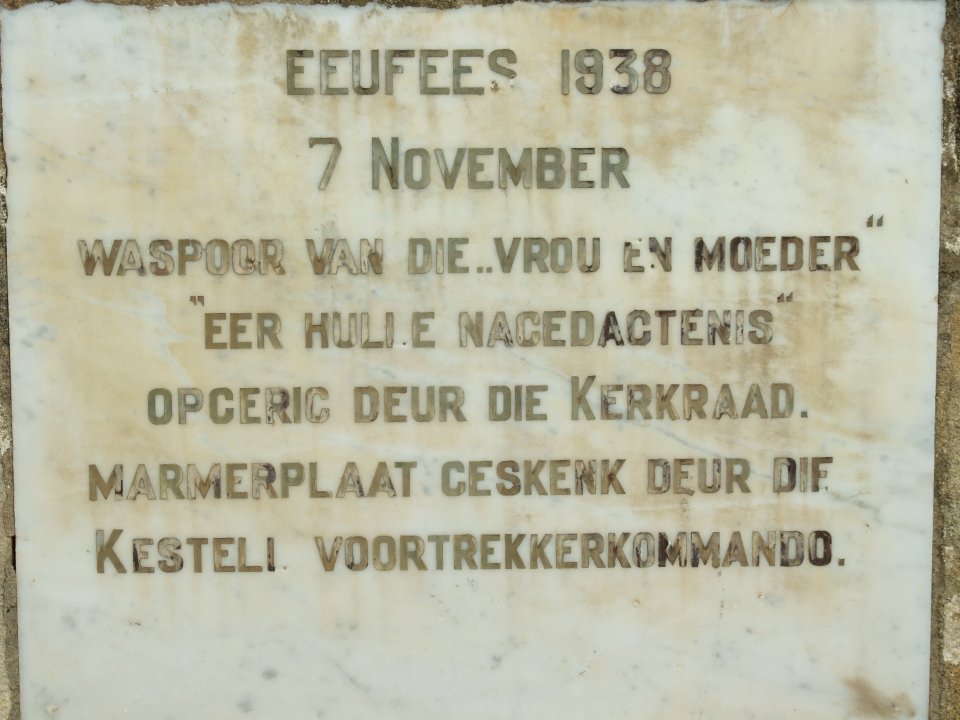 EEUFEES 1938
7 NOVEMBER
WASPOOR VAN DIE „VROU EN MOEDER"
"EER HULLE NAGEDAGTENIS"
OPGERIG DEUR DIE KERKRAAD.
MARMERPLAAT GESKENK DEUR DIE
KESTELL VOORTREKKERKOMMANDO.